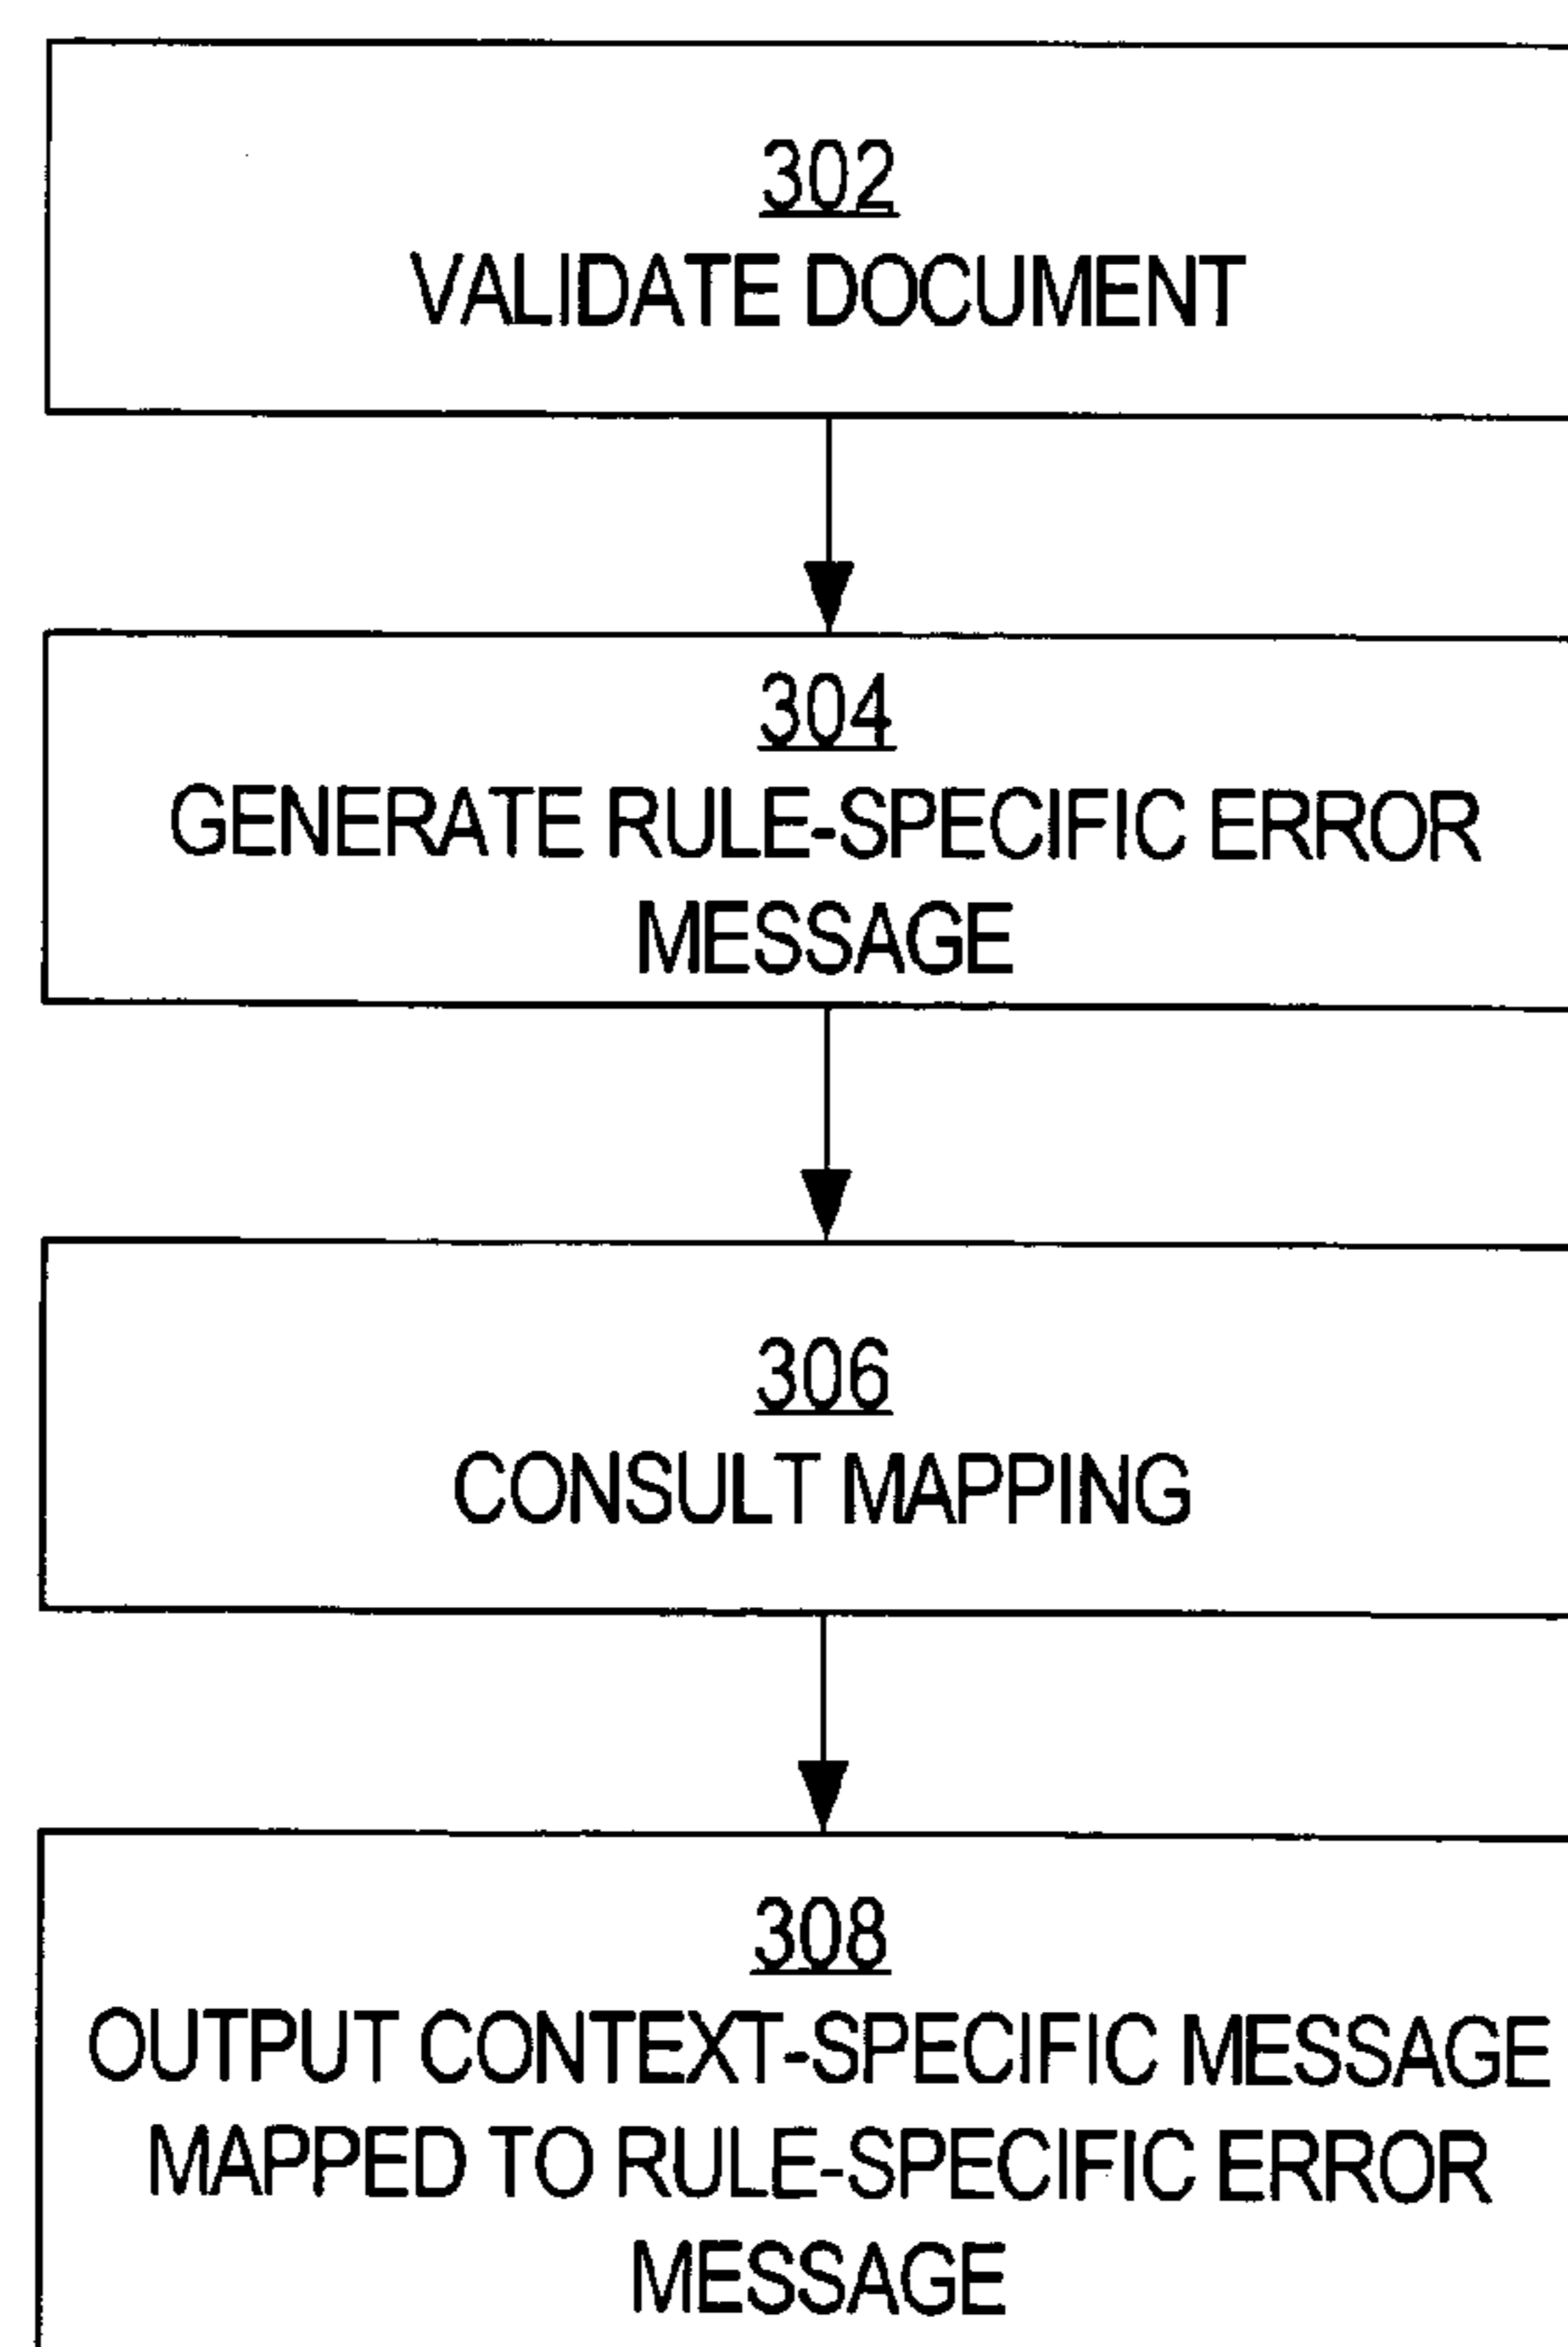 302
VALIDATE DOCUMENT
304
GENERATE RULE-SPECIFIC ERROR
MESSAGE
306
CONSULT MAPPING
308
OUTPUT CONTEXT-SPECIFIC MESSAGE
MAPPED TO RULE-SPECIFIC ERROR
MESSAGE